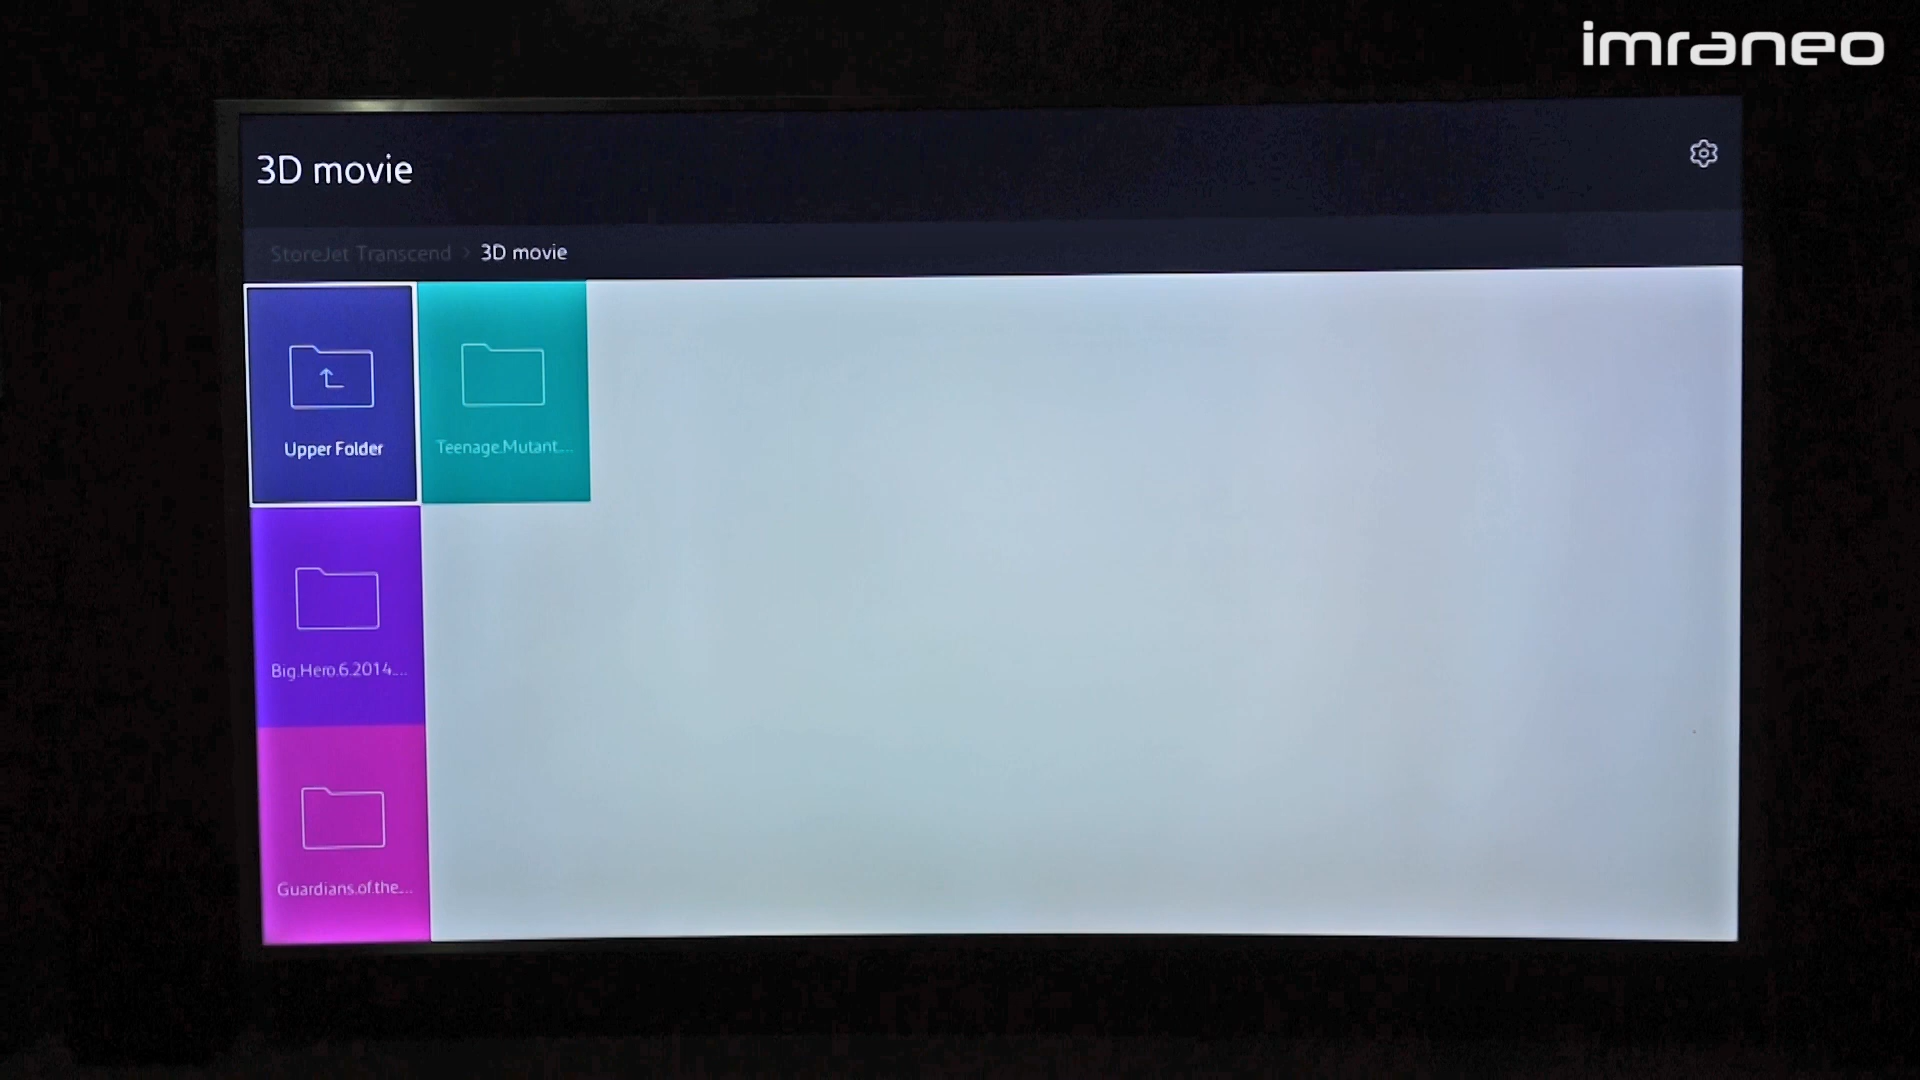 imraneo
3D movie
StoreJet Transcend > 3D movie
Upper Folder
Teenage.Mutant....
Big.Hero.6.2014....
Guardians.of.the....